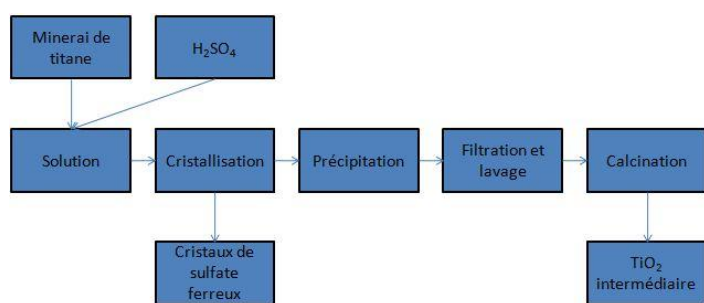 Minerai de
titane
H₂SO₄
Solution
Cristallisation
Précipitation
Filtration et
lavage
Calcination
Cristaux de
sulfate
ferreux
TiO₂
intermédiaire